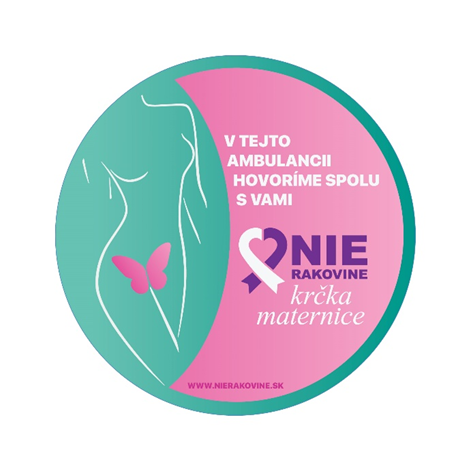 V TEJTO
AMBULANCII
HOVORÍME SPOLU
S VAMI
NIE
RAKOVINE
krčka
maternice
WWW.NIERAKOVINE.SK